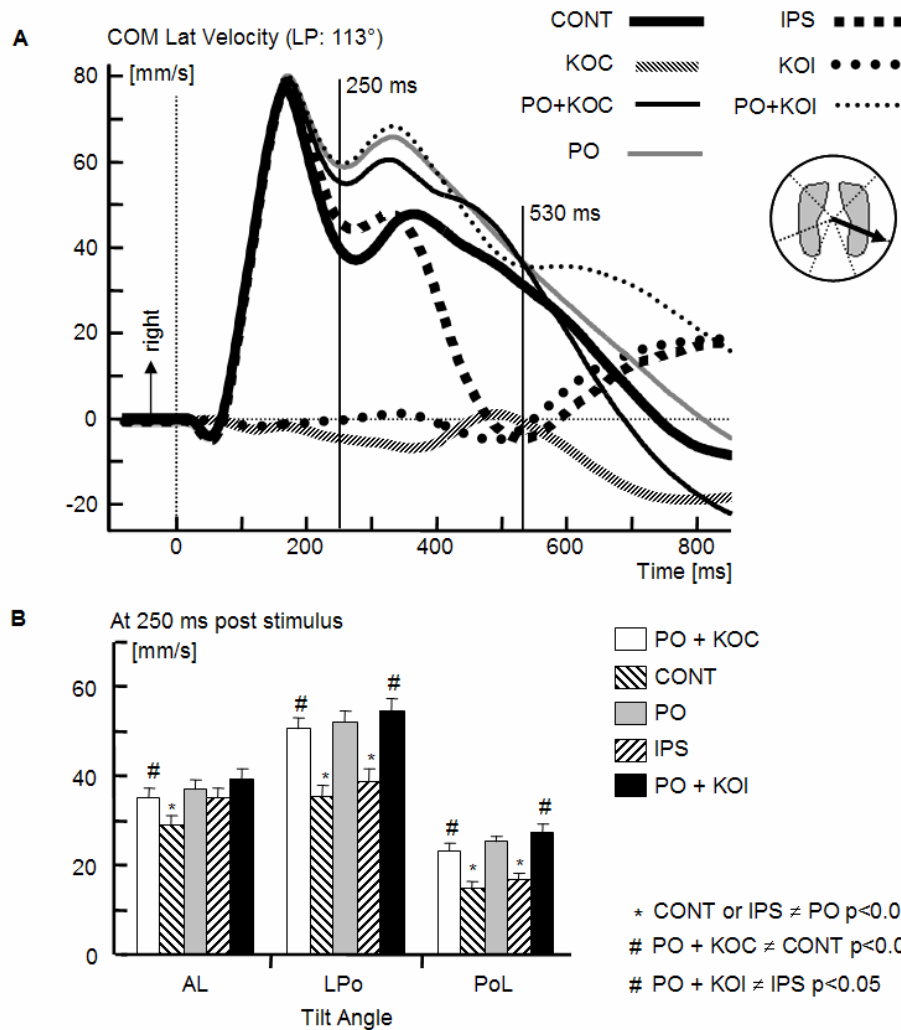 A
COM Lat Velocity (LP: 113°)
[mm/s]
CONT
IPS
KOC
KOI
PO+KOC
PO+KOI
PO
250 ms
530 ms
right
80
60
40
20
0
-20
0
200
400
600
800
Time [ms]
B
At 250 ms post stimulus
[mm/s]
60
40
20
0
#
*
#
*
*
#
#
*
*
#
AL
LPo
PoL
Tilt Angle
PO + KOC
CONT
PO
IPS
PO + KOI
* CONT or IPS ≠ PO p<0.0
# PO + KOC ≠ CONT p<0.0
# PO + KOI ≠ IPS p<0.05